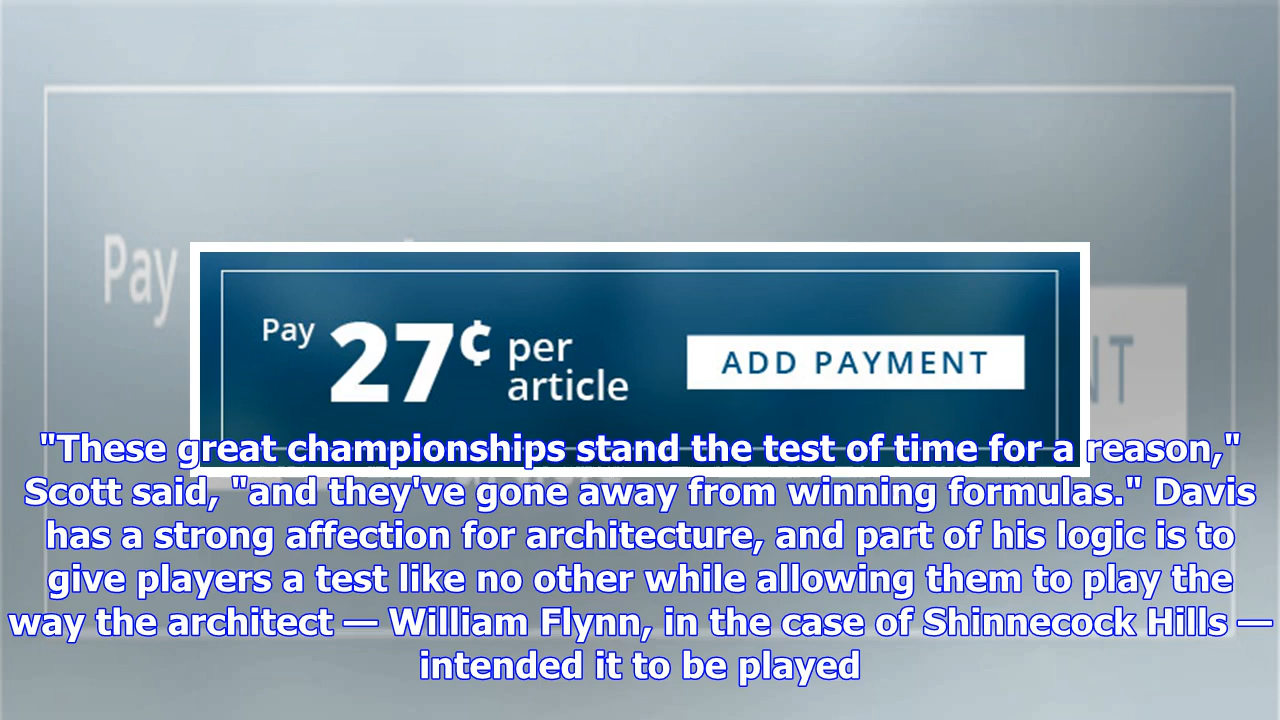 Pay
Pay 27¢ per
article
ADD PAYMENT
NT
"These great championships stand the test of time for a reason,"
Scott said, "and they've gone away from winning formulas." Davis
has a strong affection for architecture, and part of his logic is to
give players a test like no other while allowing them to play the
way the architect — William Flynn, in the case of Shinnecock Hills —
intended it to be played